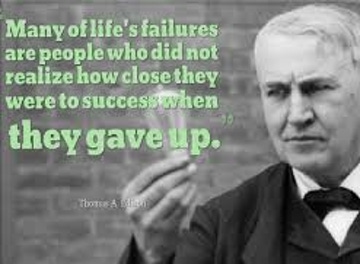 "Many of life's failures
are people who did not
realize how close they
were to success when
they gave up."
Thomas A. Edison